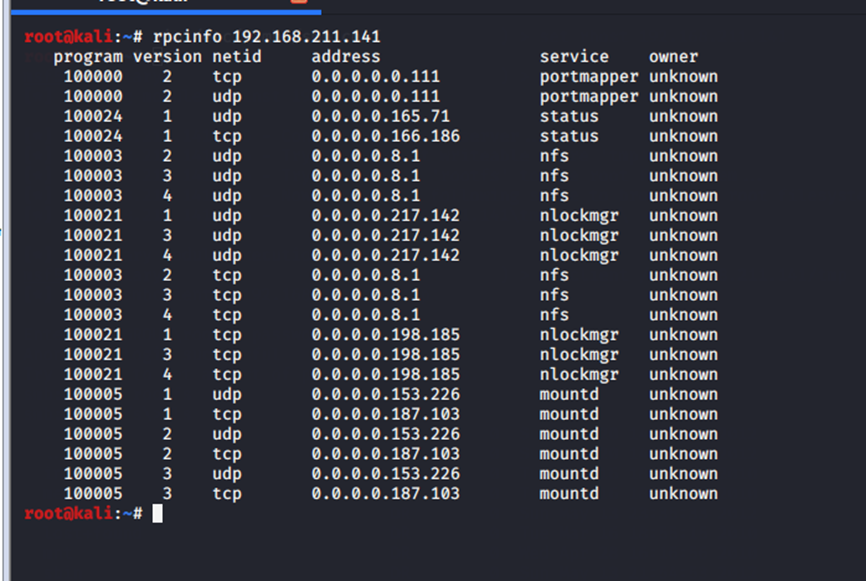 root@kali:~# rpcinfo 192.168.211.141
program version netid address service owner
100000 2 tcp 0.0.0.0.0.111 portmapper unknown
100000 2 udp 0.0.0.0.0.111 portmapper unknown
100024 1 udp 0.0.0.0.165.71 status unknown
100024 1 tcp 0.0.0.0.166.186 status unknown
100003 2 udp 0.0.0.0.8.1 nfs unknown
100003 3 udp 0.0.0.0.8.1 nfs unknown
100003 4 udp 0.0.0.0.8.1 nfs unknown
100021 1 udp 0.0.0.0.217.142 nlockmgr unknown
100021 3 udp 0.0.0.0.217.142 nlockmgr unknown
100021 4 udp 0.0.0.0.217.142 nlockmgr unknown
100003 2 tcp 0.0.0.0.8.1 nfs unknown
100003 3 tcp 0.0.0.0.8.1 nfs unknown
100003 4 tcp 0.0.0.0.8.1 nfs unknown
100021 1 tcp 0.0.0.0.198.185 nlockmgr unknown
100021 3 tcp 0.0.0.0.198.185 nlockmgr unknown
100021 4 tcp 0.0.0.0.198.185 nlockmgr unknown
100005 1 udp 0.0.0.0.153.226 mountd unknown
100005 1 tcp 0.0.0.0.187.103 mountd unknown
100005 2 udp 0.0.0.0.153.226 mountd unknown
100005 2 tcp 0.0.0.0.187.103 mountd unknown
100005 3 udp 0.0.0.0.153.226 mountd unknown
100005 3 tcp 0.0.0.0.187.103 mountd unknown
root@kali:~#